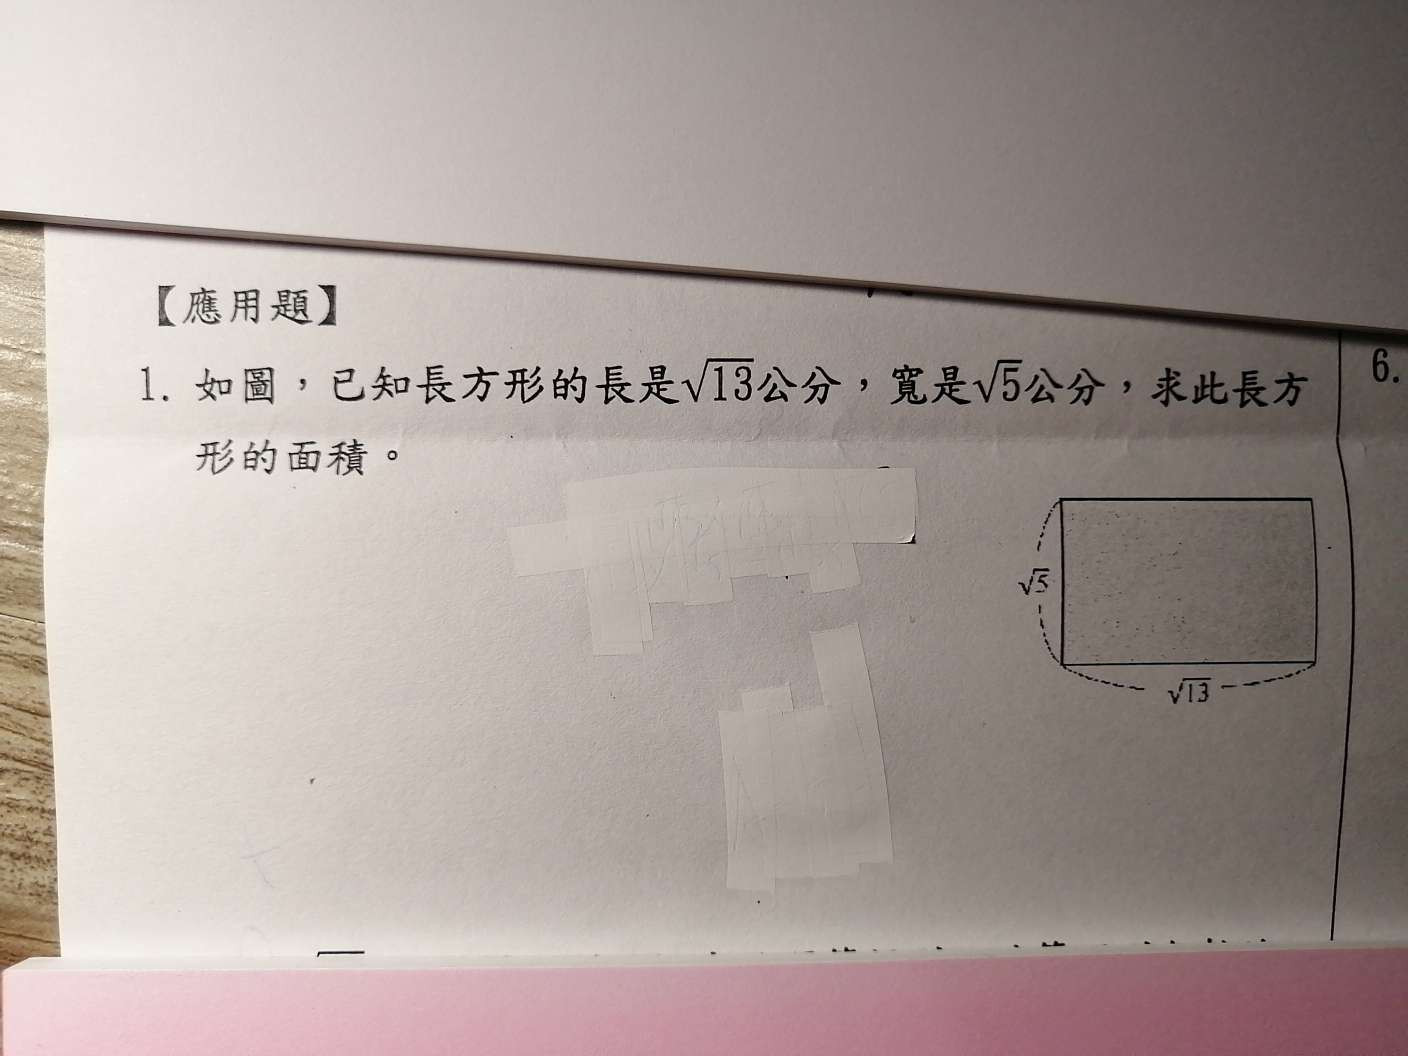 【應用題】
1. 如圖，已知長方形的長是√13公分，寬是√5公分，求此長方
形的面積。
6.
√5
√13